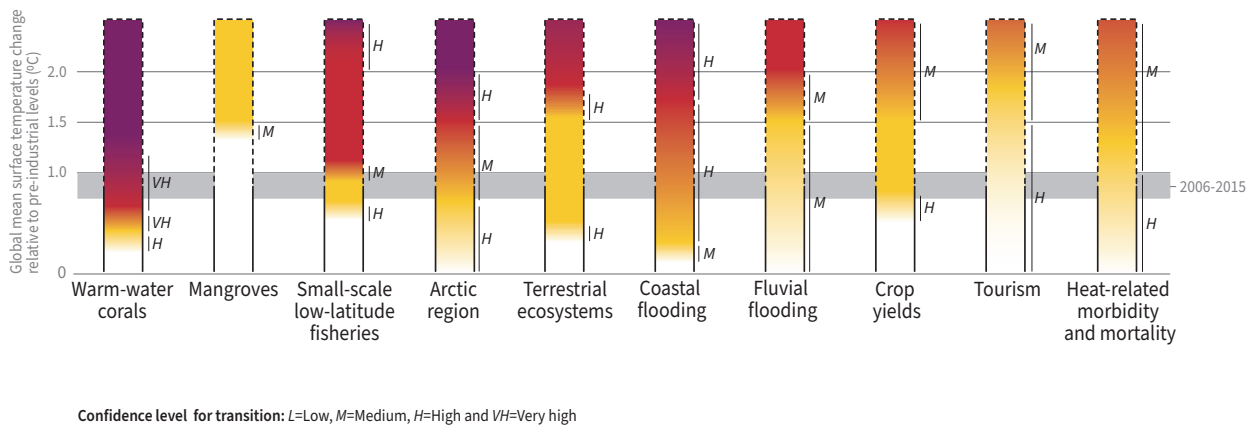 Global mean surface temperature change
relative to pre-industrial levels (ºC)
2.0
1.5
1.0
0
VH
VH
H
M
H
M
H
H
M
H
H
H
H
H
M
M
M
M
H
M
H
M
H
2006-2015
Warm-water
corals
Mangroves
Small-scale
low-latitude
fisheries
Arctic
region
Terrestrial
ecosystems
Coastal
flooding
Fluvial
flooding
Crop
yields
Tourism
Heat-related
morbidity
and mortality
Confidence level for transition: L=Low, M=Medium, H=High and VH=Very high